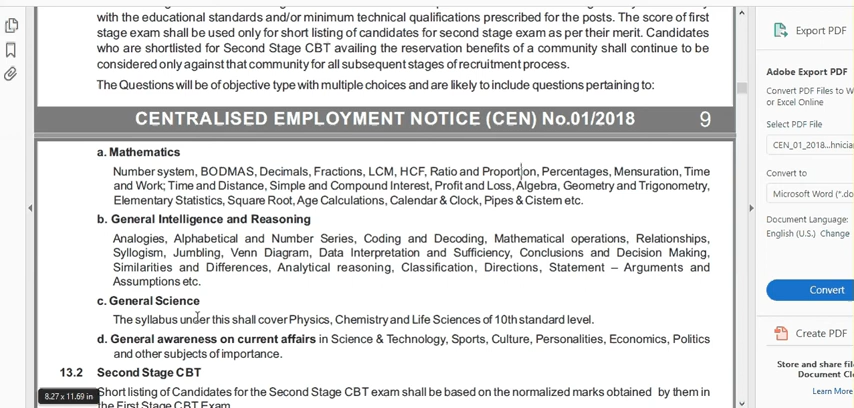 with the educational standards and/or minimum technical qualifications prescribed for the posts. The score of first
stage exam shall be used only for short listing of candidates for second stage exam as per their merit. Candidates
who are shortlisted for Second Stage CBT availing the reservation benefits of a community shall continue to be
considered only against that community for all subsequent stages of recruitment process.
The Questions will be of objective type with multiple choices and are likely to include questions pertaining to:
CENTRALISED EMPLOYMENT NOTICE (CEN) No.01/2018 9
a. Mathematics
Number system, BODMAS, Decimals, Fractions, LCM, HCF, Ratio and Proportion, Percentages, Mensuration, Time
and Work; Time and Distance, Simple and Compound Interest, Profit and Loss, Algebra, Geometry and Trigonometry,
Elementary Statistics, Square Root, Age Calculations, Calendar & Clock, Pipes & Cistern etc.
b. General Intelligence and Reasoning
Analogies, Alphabetical and Number Series, Coding and Decoding, Mathematical operations, Relationships,
Syllogism, Jumbling, Venn Diagram, Data Interpretation and Sufficiency, Conclusions and Decision Making,
Similarities and Differences, Analytical reasoning, Classification, Directions, Statement – Arguments and
Assumptions etc.
c. General Science
The syllabus under this shall cover Physics, Chemistry and Life Sciences of 10th standard level.
d. General awareness on current affairs in Science & Technology, Sports, Culture, Personalities, Economics, Politics
and other subjects of importance.
13.2 Second Stage CBT
Short listing of Candidates for the Second Stage CBT exam shall be based on the normalized marks obtained by them in
the First Stage CBT Exam
8.27 x 11.69 in
Export PDF
Adobe Export PDF
Convert PDF Files to W
or Excel Online
Select PDF File
CEN_01_2018...hnicia
Convert to
Microsoft Word (*.do
Document Language:
English (U.S.) Change
Convert
Create PDF
Store and share file
Document Cl
Learn More